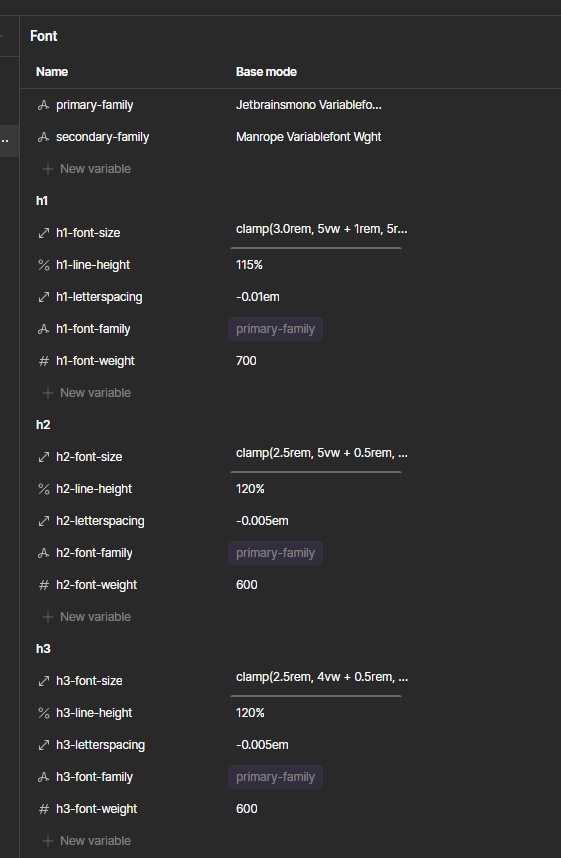 Font
Name Base mode
primary-family Jetbrainsmono Variablefo...
secondary-family Manrope Variablefont Wght
+ New variable
h1
h1-font-size clamp(3.0rem, 5vw + 1rem, 5r...
% h1-line-height 115%
h1-letterspacing -0.01em
h1-font-family primary-family
# h1-font-weight 700
+ New variable
h2
h2-font-size clamp(2.5rem, 5vw + 0.5rem, ...
% h2-line-height 120%
h2-letterspacing -0.005em
h2-font-family primary-family
# h2-font-weight 600
+ New variable
h3
h3-font-size clamp(2.5rem, 4vw + 0.5rem, ...
% h3-line-height 120%
h3-letterspacing -0.005em
h3-font-family primary-family
# h3-font-weight 600
+ New variable